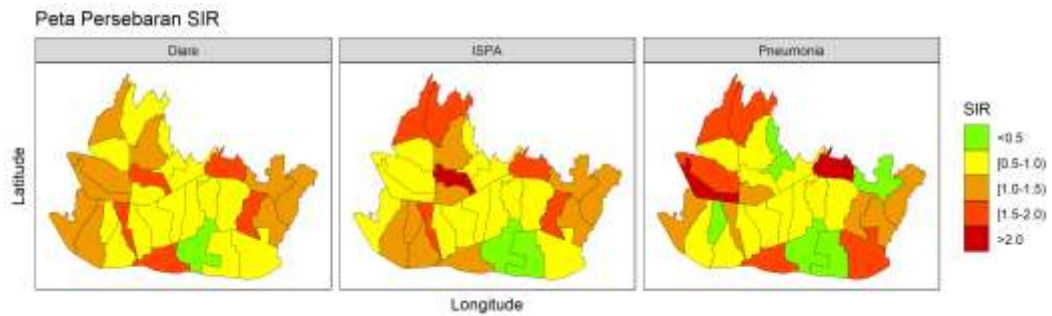 Peta Persebaran SIR
Diare
ISPA
Pneumonia
Latitude
Longitude
SIR
<0.5
[0.5-1.0)
[1.0-1.5)
[1.5-2.0)
>2.0